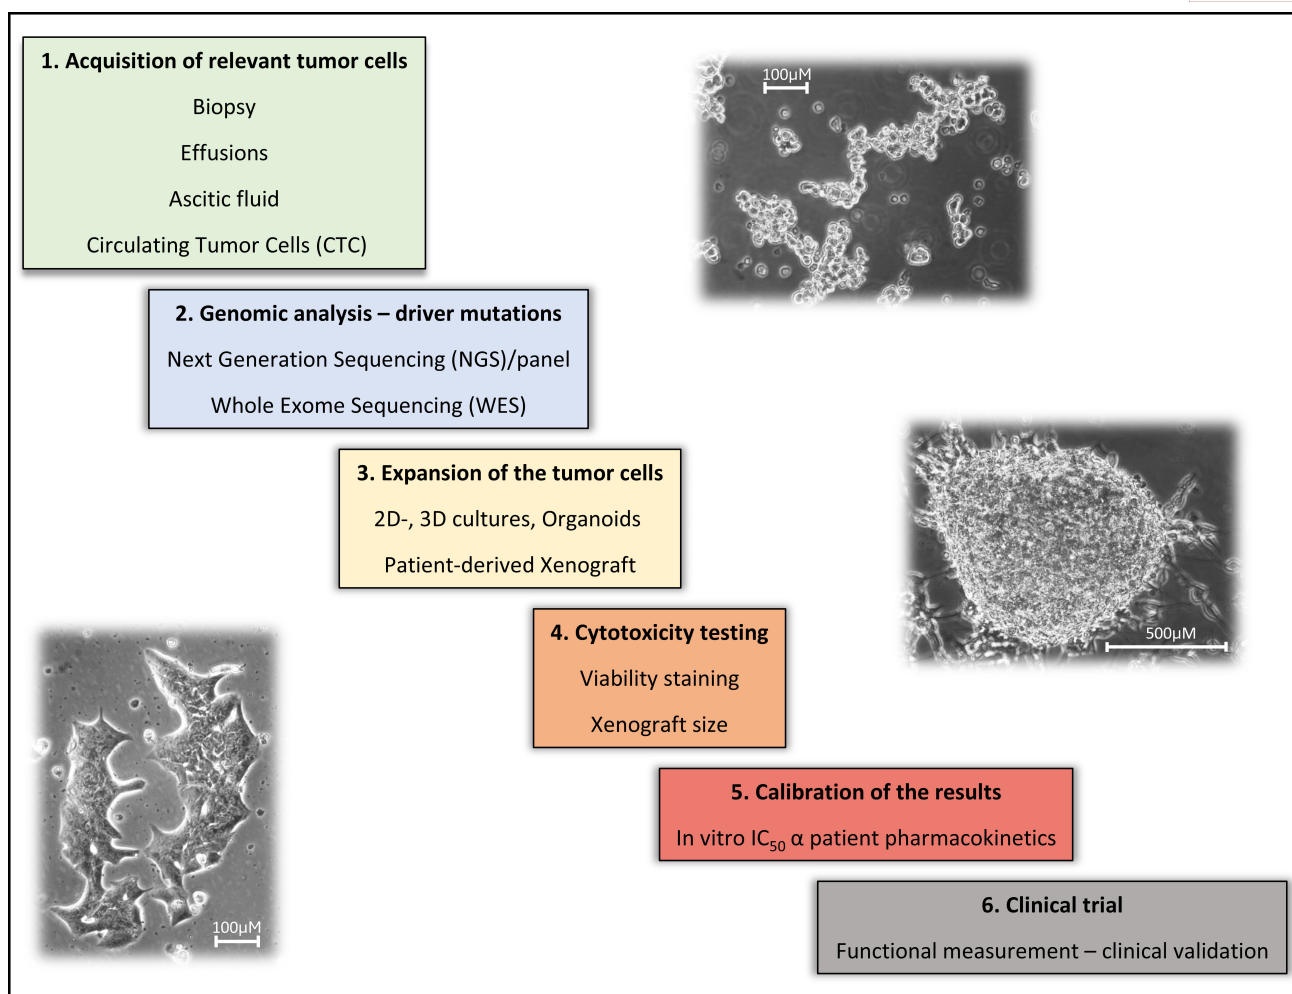 1. Acquisition of relevant tumor cells
Biopsy
Effusions
Ascitic fluid
Circulating Tumor Cells (CTC)
100µM
2. Genomic analysis – driver mutations
Next Generation Sequencing (NGS)/panel
Whole Exome Sequencing (WES)
3. Expansion of the tumor cells
2D-, 3D cultures, Organoids
Patient-derived Xenograft
500µM
4. Cytotoxicity testing
Viability staining
Xenograft size
100µM
5. Calibration of the results
In vitro IC50 α patient pharmacokinetics
6. Clinical trial
Functional measurement – clinical validation